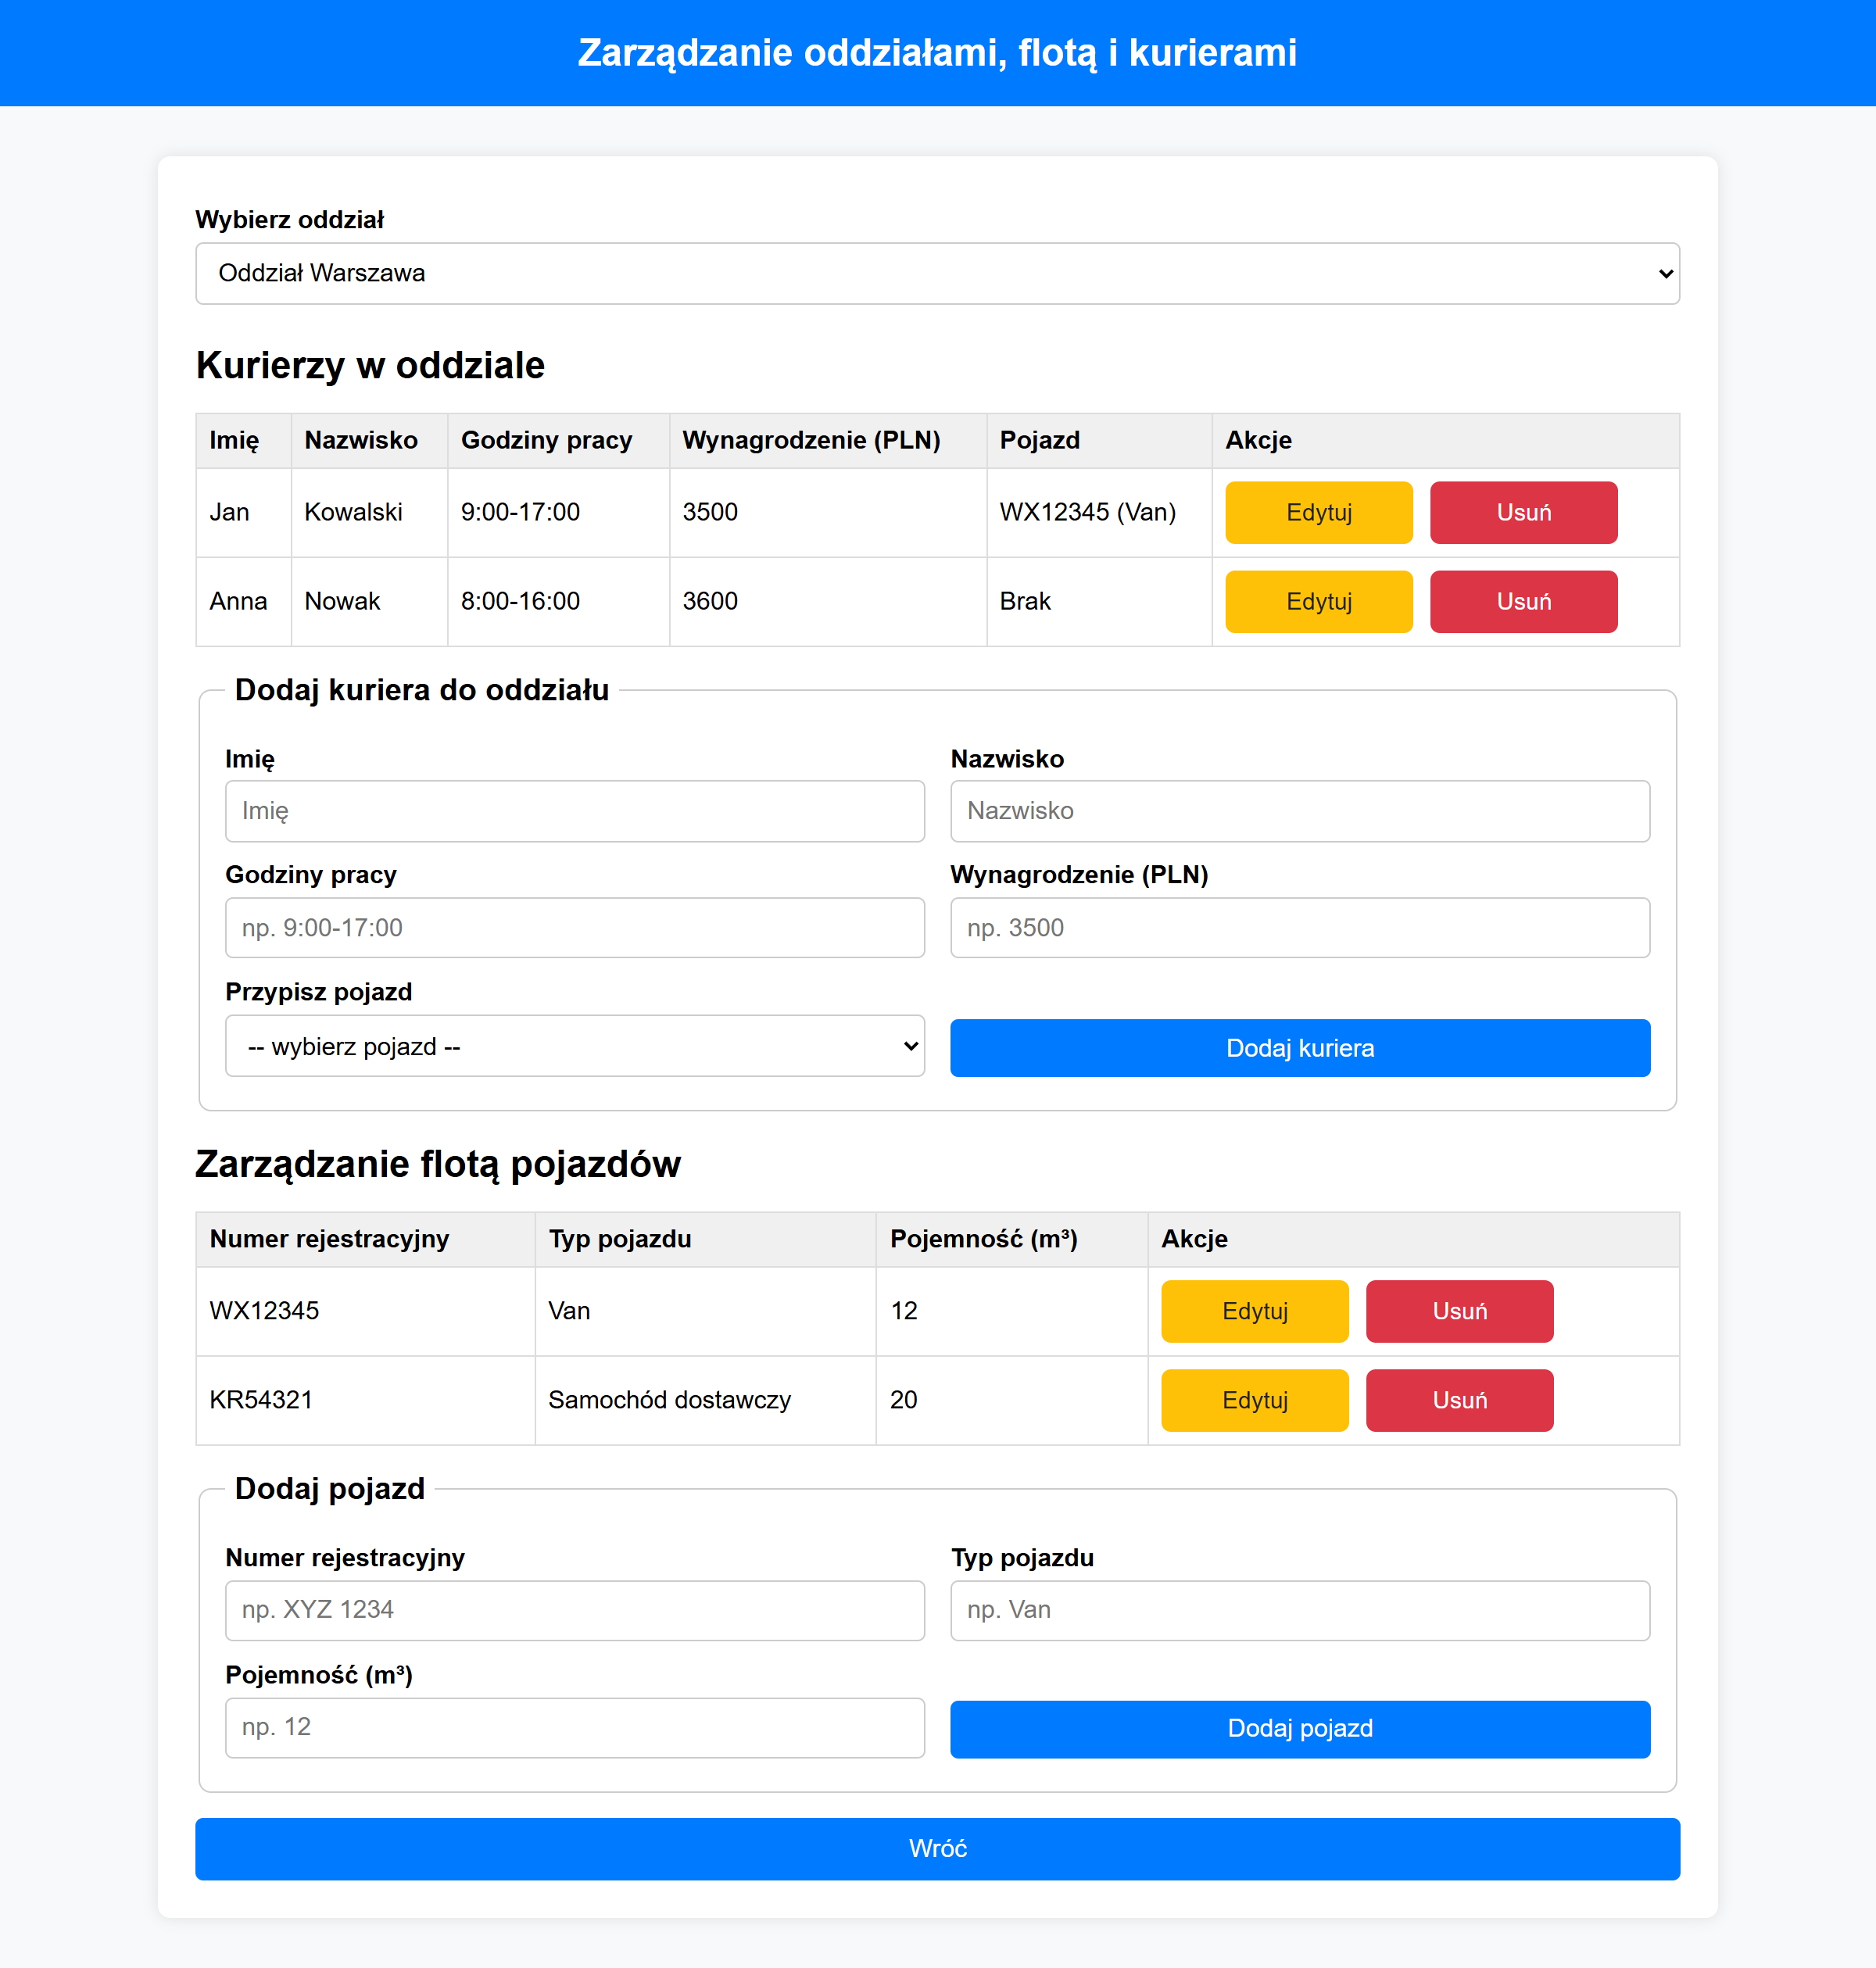 Zarządzanie oddziałami, flotą i kurierami
Wybierz oddział
Oddział Warszawa
Kurierzy w oddziale
Imię Nazwisko Godziny pracy Wynagrodzenie (PLN) Pojazd Akcje
Jan Kowalski 9:00-17:00 3500 WX12345 (Van) Edytuj Usuń
Anna Nowak 8:00-16:00 3600 Brak Edytuj Usuń
Dodaj kuriera do oddziału
Imię Nazwisko
Imię Nazwisko
Godziny pracy Wynagrodzenie (PLN)
np. 9:00-17:00 np. 3500
Przypisz pojazd
-- wybierz pojazd -- Dodaj kuriera
Zarządzanie flotą pojazdów
Numer rejestracyjny Typ pojazdu Pojemność (m³) Akcje
WX12345 Van 12 Edytuj Usuń
KR54321 Samochód dostawczy 20 Edytuj Usuń
Dodaj pojazd
Numer rejestracyjny Typ pojazdu
np. XYZ 1234 np. Van
Pojemność (m³)
np. 12 Dodaj pojazd
Wróć